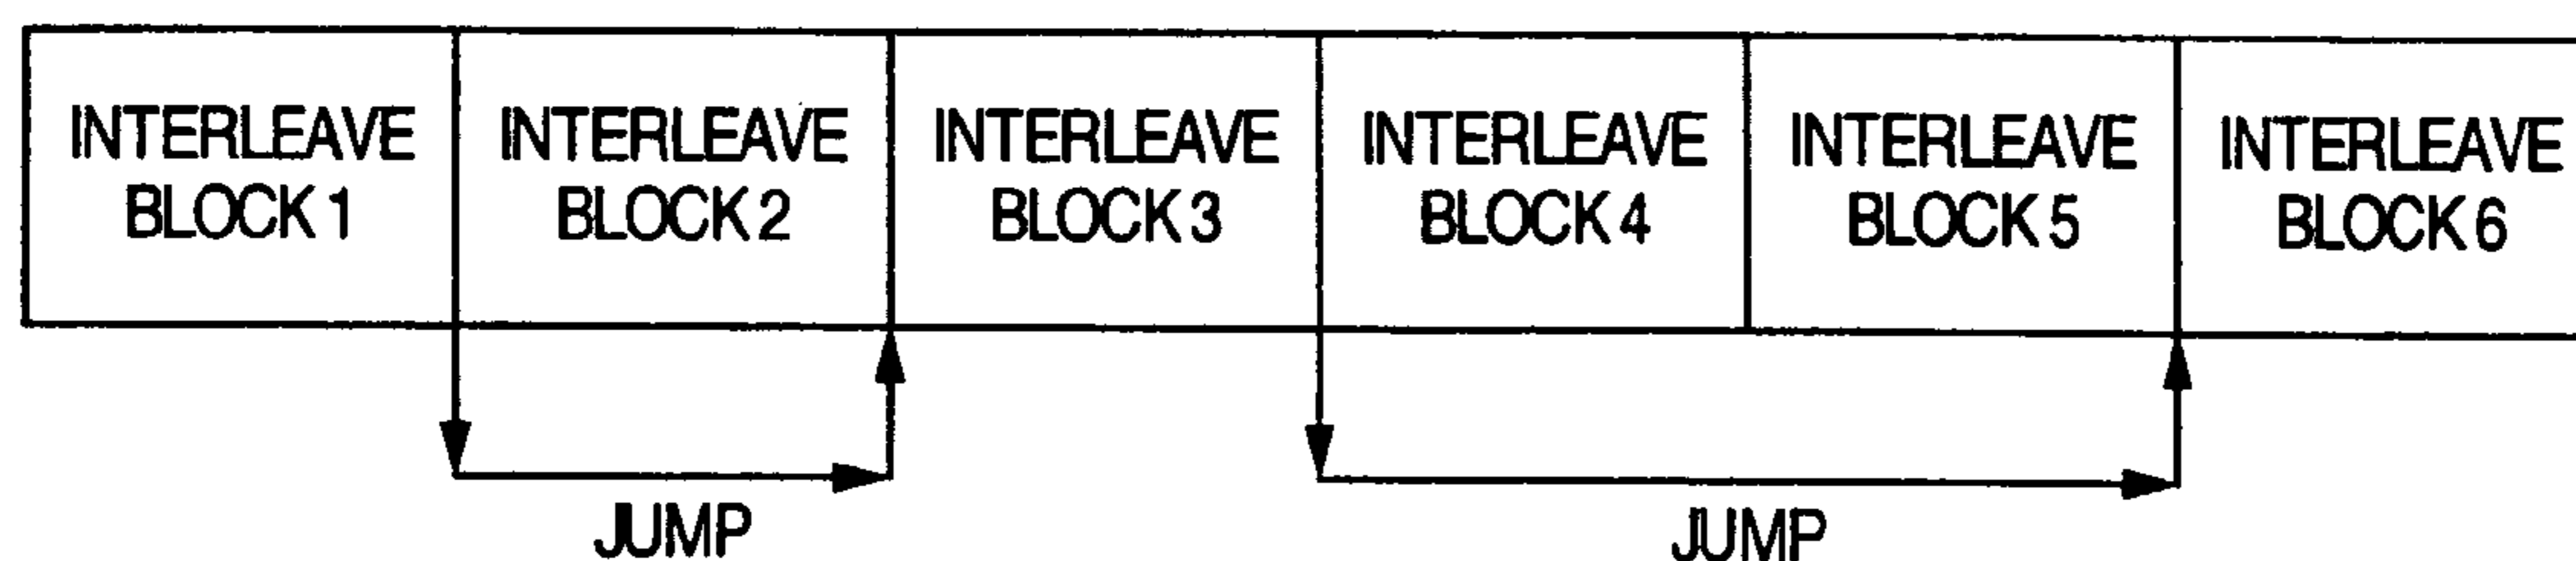 INTERLEAVE
BLOCK 1
INTERLEAVE
BLOCK 2
INTERLEAVE
BLOCK 3
INTERLEAVE
BLOCK 4
INTERLEAVE
BLOCK 5
INTERLEAVE
BLOCK 6
JUMP
JUMP